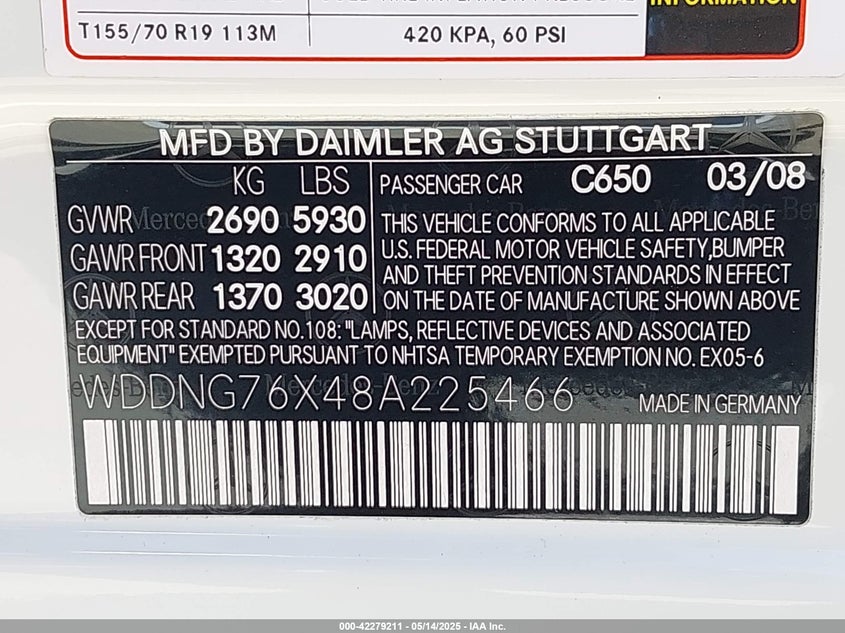 INFORMATION
T155/70 R19 113M 420 KPA, 60 PSI
MFD BY DAIMLER AG STUTTGART
KG LBS PASSENGER CAR C650 03/08
GVWR 2690 5930 THIS VEHICLE CONFORMS TO ALL APPLICABLE
GAWR FRONT 1320 2910 U.S. FEDERAL MOTOR VEHICLE SAFETY,BUMPER
AND THEFT PREVENTION STANDARDS IN EFFECT
GAWR REAR 1370 3020 ON THE DATE OF MANUFACTURE SHOWN ABOVE
EXCEPT FOR STANDARD NO.108: "LAMPS, REFLECTIVE DEVICES AND ASSOCIATED
EQUIPMENT" EXEMPTED PURSUANT TO NHTSA TEMPORARY EXEMPTION NO. EX05-6
WDDNG76X48A225466 MADE IN GERMANY
000-42279211 | 05/14/2025 | IAA Inc.